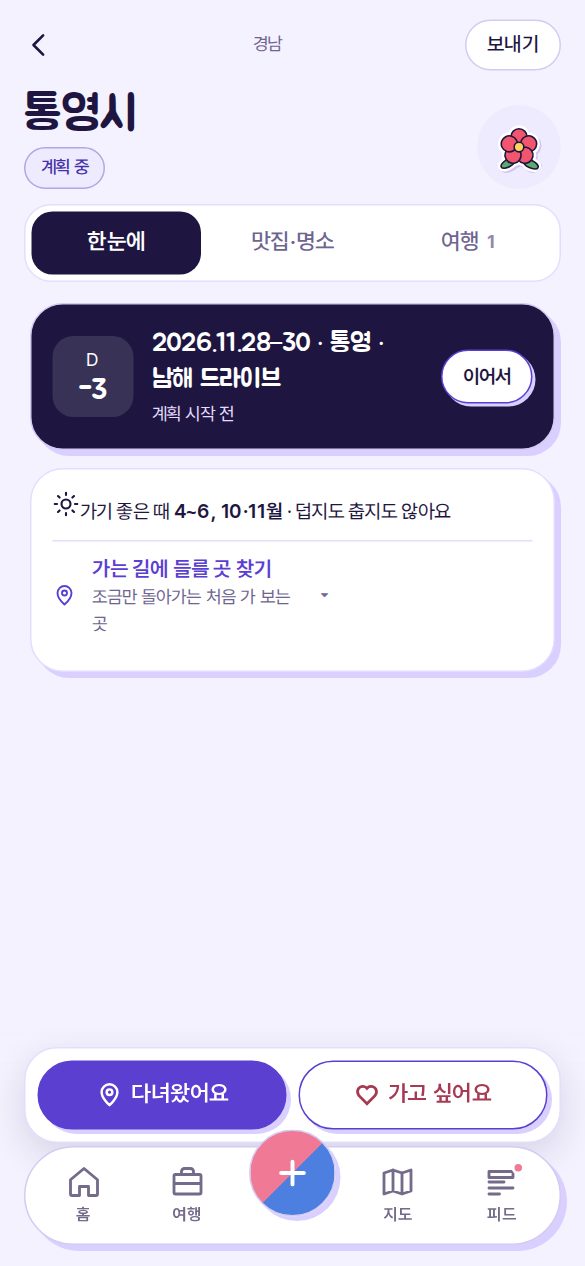 경남
보내기
통영시
계획 중
한눈에
맛집·명소
여행 1
D
-3
2026.11.28–30 · 통영 ·
남해 드라이브
계획 시작 전
이어서
가기 좋은 때 4~6, 10·11월 · 덥지도 춥지도 않아요
가는 길에 들를 곳 찾기
조금만 돌아가는 처음 가 보는
곳
다녀왔어요
가고 싶어요
홈
여행
지도
피드